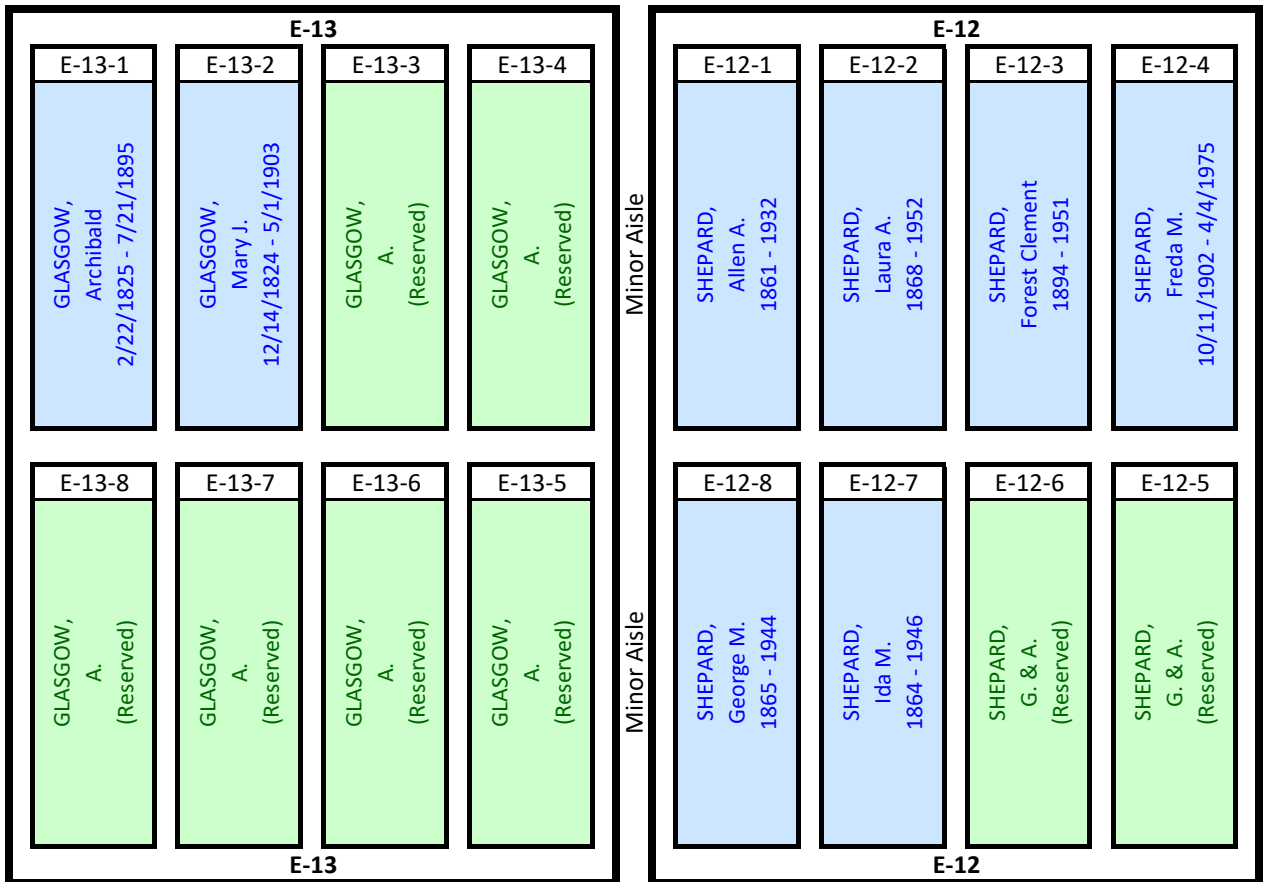 E-13
E-13-1
GLASGOW,
Archibald
2/22/1825 - 7/21/1895
E-13-2
GLASGOW,
Mary J.
12/14/1824 - 5/1/1903
E-13-3
GLASGOW,
A.
(Reserved)
E-13-4
GLASGOW,
A.
(Reserved)
E-13-8
GLASGOW,
A.
(Reserved)
E-13-7
GLASGOW,
A.
(Reserved)
E-13-6
GLASGOW,
A.
(Reserved)
E-13-5
GLASGOW,
A.
(Reserved)
E-13
Minor Aisle
Minor Aisle
E-12
E-12-1
SHEPARD,
Allen A.
1861 - 1932
E-12-2
SHEPARD,
Laura A.
1868 - 1952
E-12-3
SHEPARD,
Forest Clement
1894 - 1951
E-12-4
SHEPARD,
Freda M.
10/11/1902 - 4/4/1975
E-12-8
SHEPARD,
George M.
1865 - 1944
E-12-7
SHEPARD,
Ida M.
1864 - 1946
E-12-6
SHEPARD,
G. & A.
(Reserved)
E-12-5
SHEPARD,
G. & A.
(Reserved)
E-12